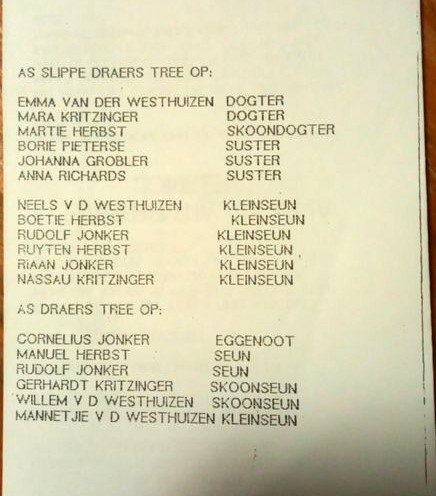 AS SLIPPE DRAERS TREE OP:
EMMA VAN DER WESTHUIZEN DOGTER
MARA KRITZINGER DOGTER
MARTIE HERBST SKOONDOGTER
BORIE PIETERSE SUSTER
JOHANNA GROBLER SUSTER
ANNA RICHARDS SUSTER
NEELS V D WESTHUIZEN KLEINSEUN
BOETIE HERBST KLEINSEUN
RUDOLF JONKER KLEINSEUN
RUYTEN HERBST KLEINSEUN
RIAAN JONKER KLEINSEUN
NASSAU KRITZINGER KLEINSEUN
AS DRAERS TREE OP:
CORNELIUS JONKER EGGENOOT
MANUEL HERBST SEUN
RUDOLF JONKER SEUN
GERHARDT KRITZINGER SKOONSEUN
WILLEM V D WESTHUIZEN SKOONSEUN
MANNETJIE V D WESTHUIZEN KLEINSEUN